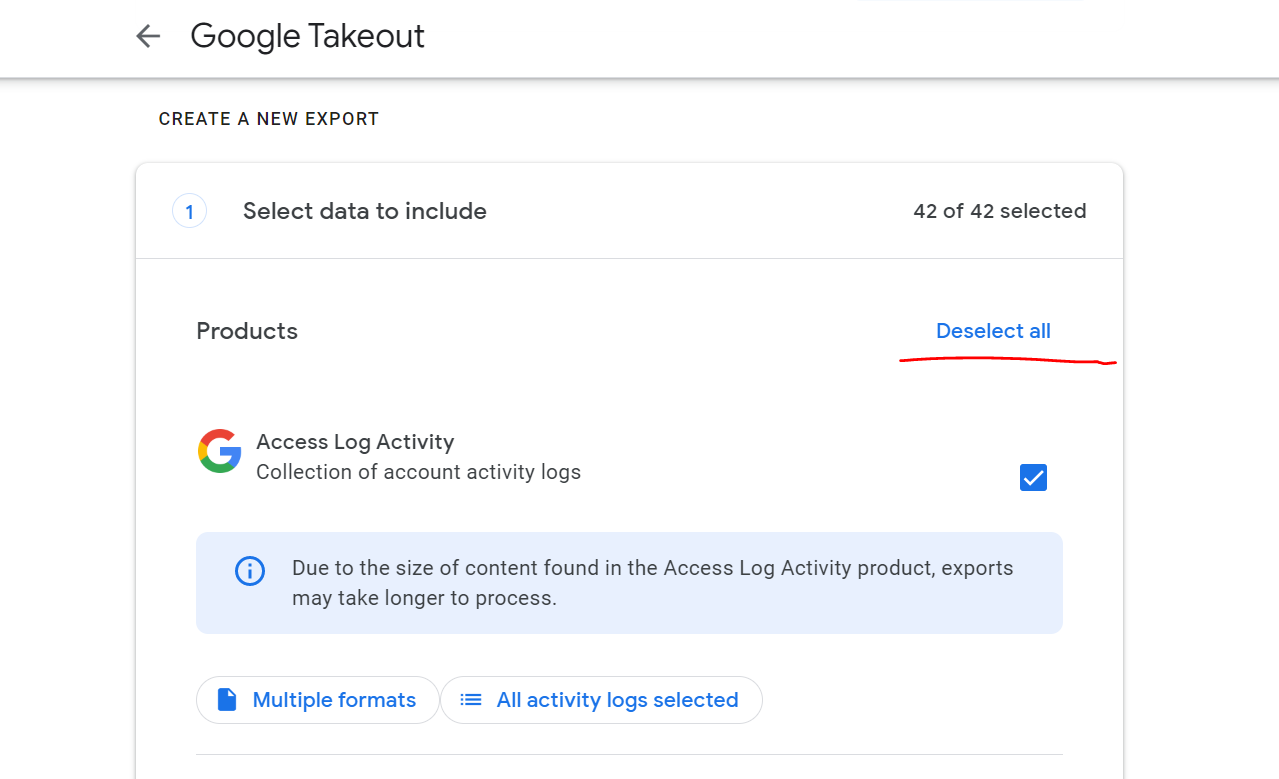 Google Takeout
CREATE A NEW EXPORT
1 Select data to include 42 of 42 selected
Products Deselect all
Access Log Activity
Collection of account activity logs
Due to the size of content found in the Access Log Activity product, exports
may take longer to process.
Multiple formats All activity logs selected